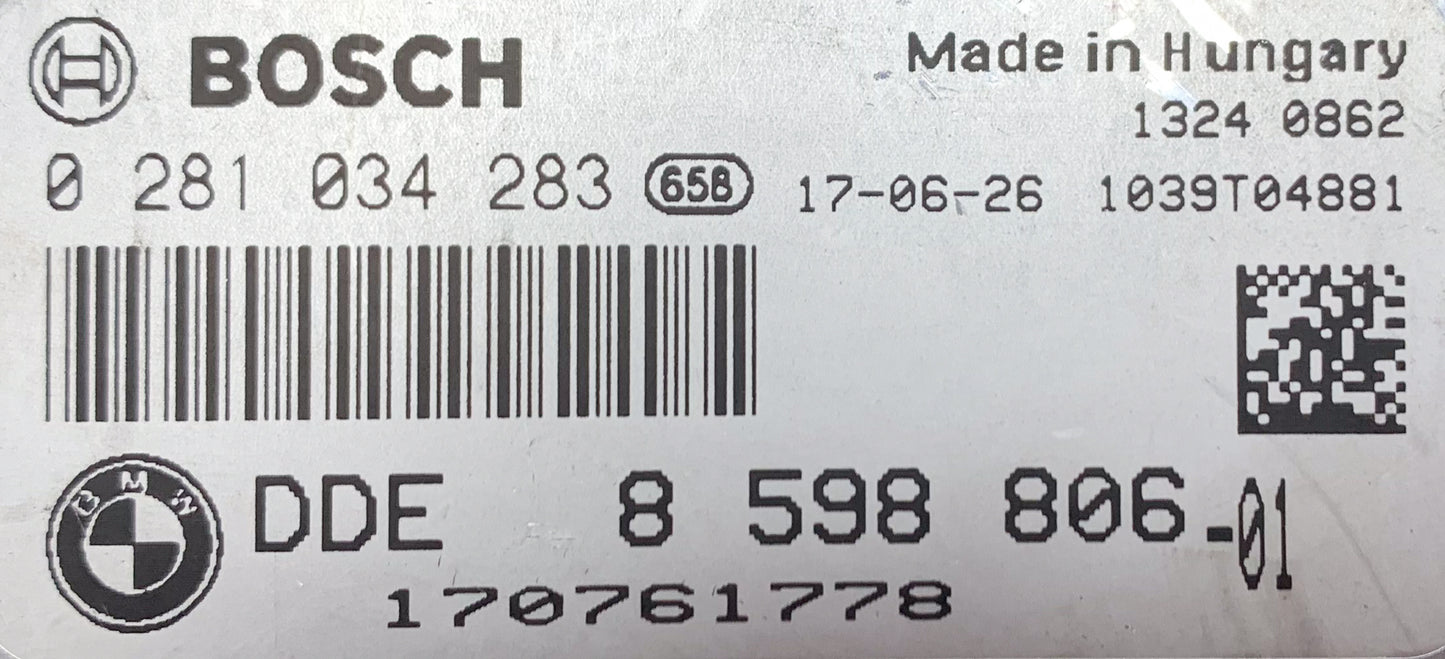 BOSCH
Made in Hungary
1324 0862
0 281 034 283 658 17-06-26 1039T04881
BMW
DDE 8 598 806-01
170761778